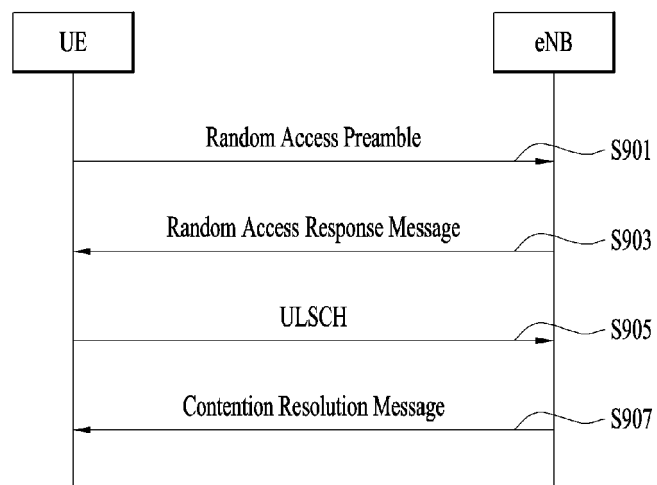 UE
eNB
Random Access Preamble
S901
Random Access Response Message
S903
ULSCH
S905
Contention Resolution Message
S907